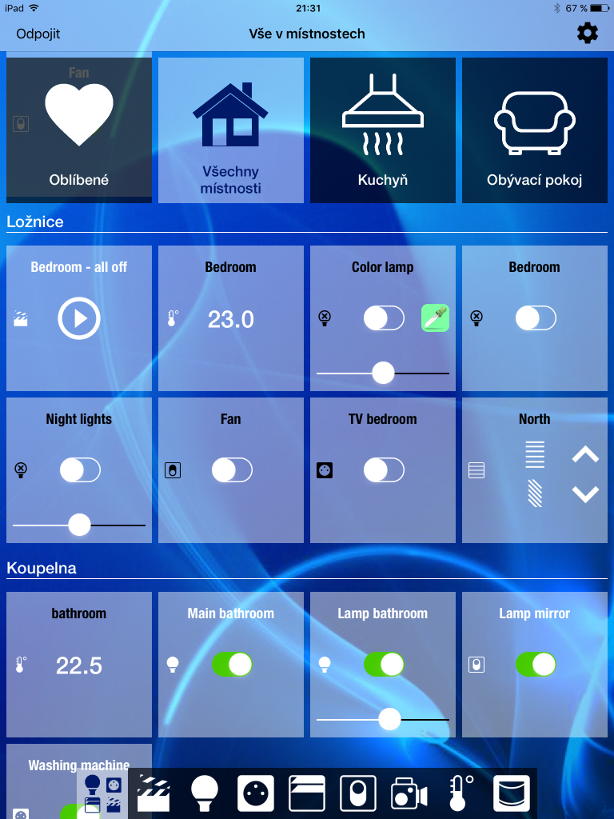 iPad 21:31 67 %
Odpojit Vše v místnostech
Fan
Oblíbené
Všechny
místnosti
Kuchyň
Obývací pokoj
Ložnice
Bedroom - all off
Bedroom
Color lamp
Bedroom
23.0
Night lights
Fan
TV bedroom
North
Koupelna
bathroom
Main bathroom
Lamp bathroom
Lamp mirror
22.5
Washing machine